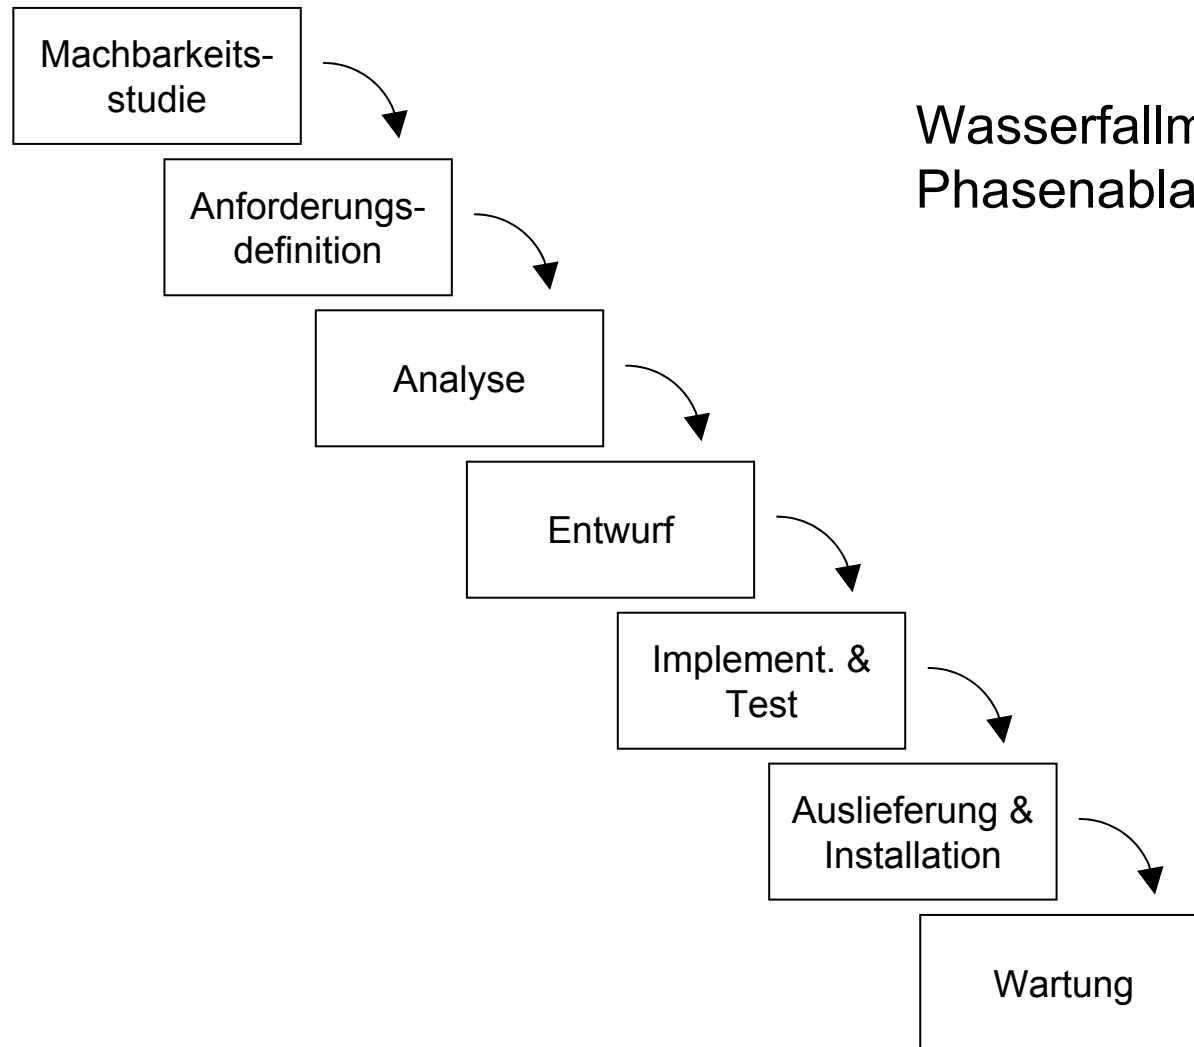 Machbarkeits-
studie
Wasserfallm
Phasenabla
Anforderungs-
definition
Analyse
Entwurf
Implement. &
Test
Auslieferung &
Installation
Wartung